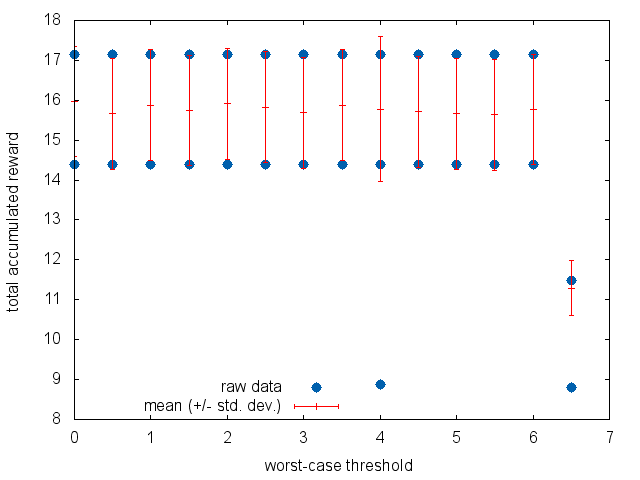 18
17
16
15
14
13
12
11
10
9
8
total accumulated reward
raw data
mean (+/- std. dev.)
0 1 2 3 4 5 6 7
worst-case threshold